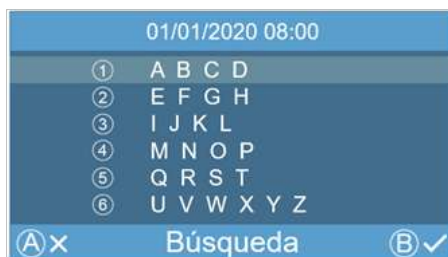 01/01/2020 08:00
① A B C D
② E F G H
③ I J K L
④ M N O P
⑤ Q R S T
⑥ U V W X Y Z
Ⓐ✕ Búsqueda Ⓑ✓